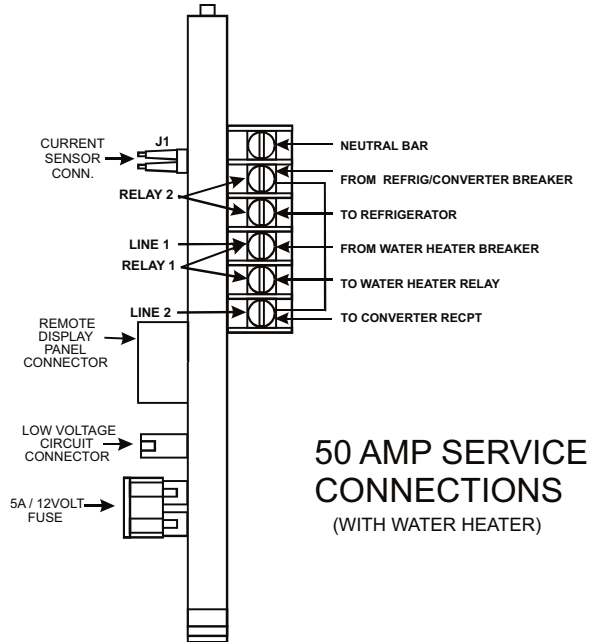 J1
CURRENT
SENSOR
CONN.
RELAY 2
LINE 1
RELAY 1
LINE 2
REMOTE
DISPLAY
PANEL
CONNECTOR
LOW VOLTAGE
CIRCUIT
CONNECTOR
5A / 12VOLT
FUSE
NEUTRAL BAR
FROM REFRIG/CONVERTER BREAKER
TO REFRIGERATOR
FROM WATER HEATER BREAKER
TO WATER HEATER RELAY
TO CONVERTER RECPT
50 AMP SERVICE
CONNECTIONS
(WITH WATER HEATER)